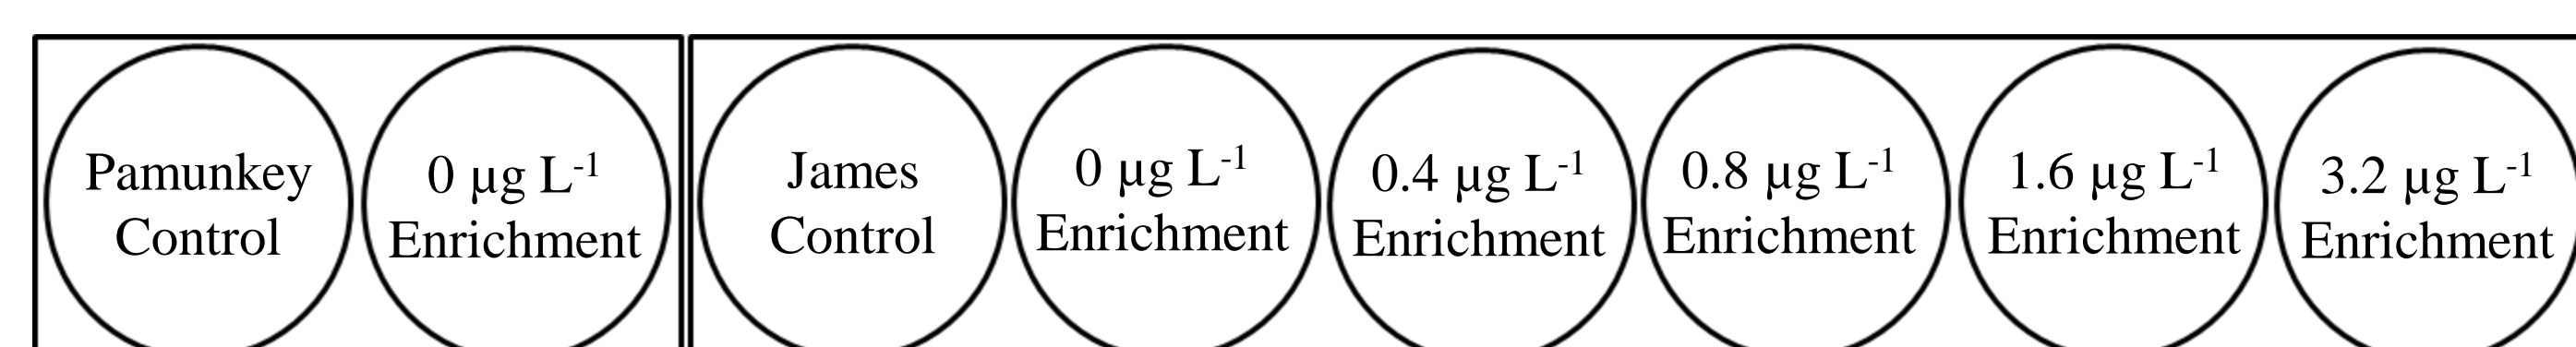 Pamunkey
Control
0 µg L⁻¹
Enrichment
James
Control
0 µg L⁻¹
Enrichment
0.4 µg L⁻¹
Enrichment
0.8 µg L⁻¹
Enrichment
1.6 µg L⁻¹
Enrichment
3.2 µg L⁻¹
Enrichment